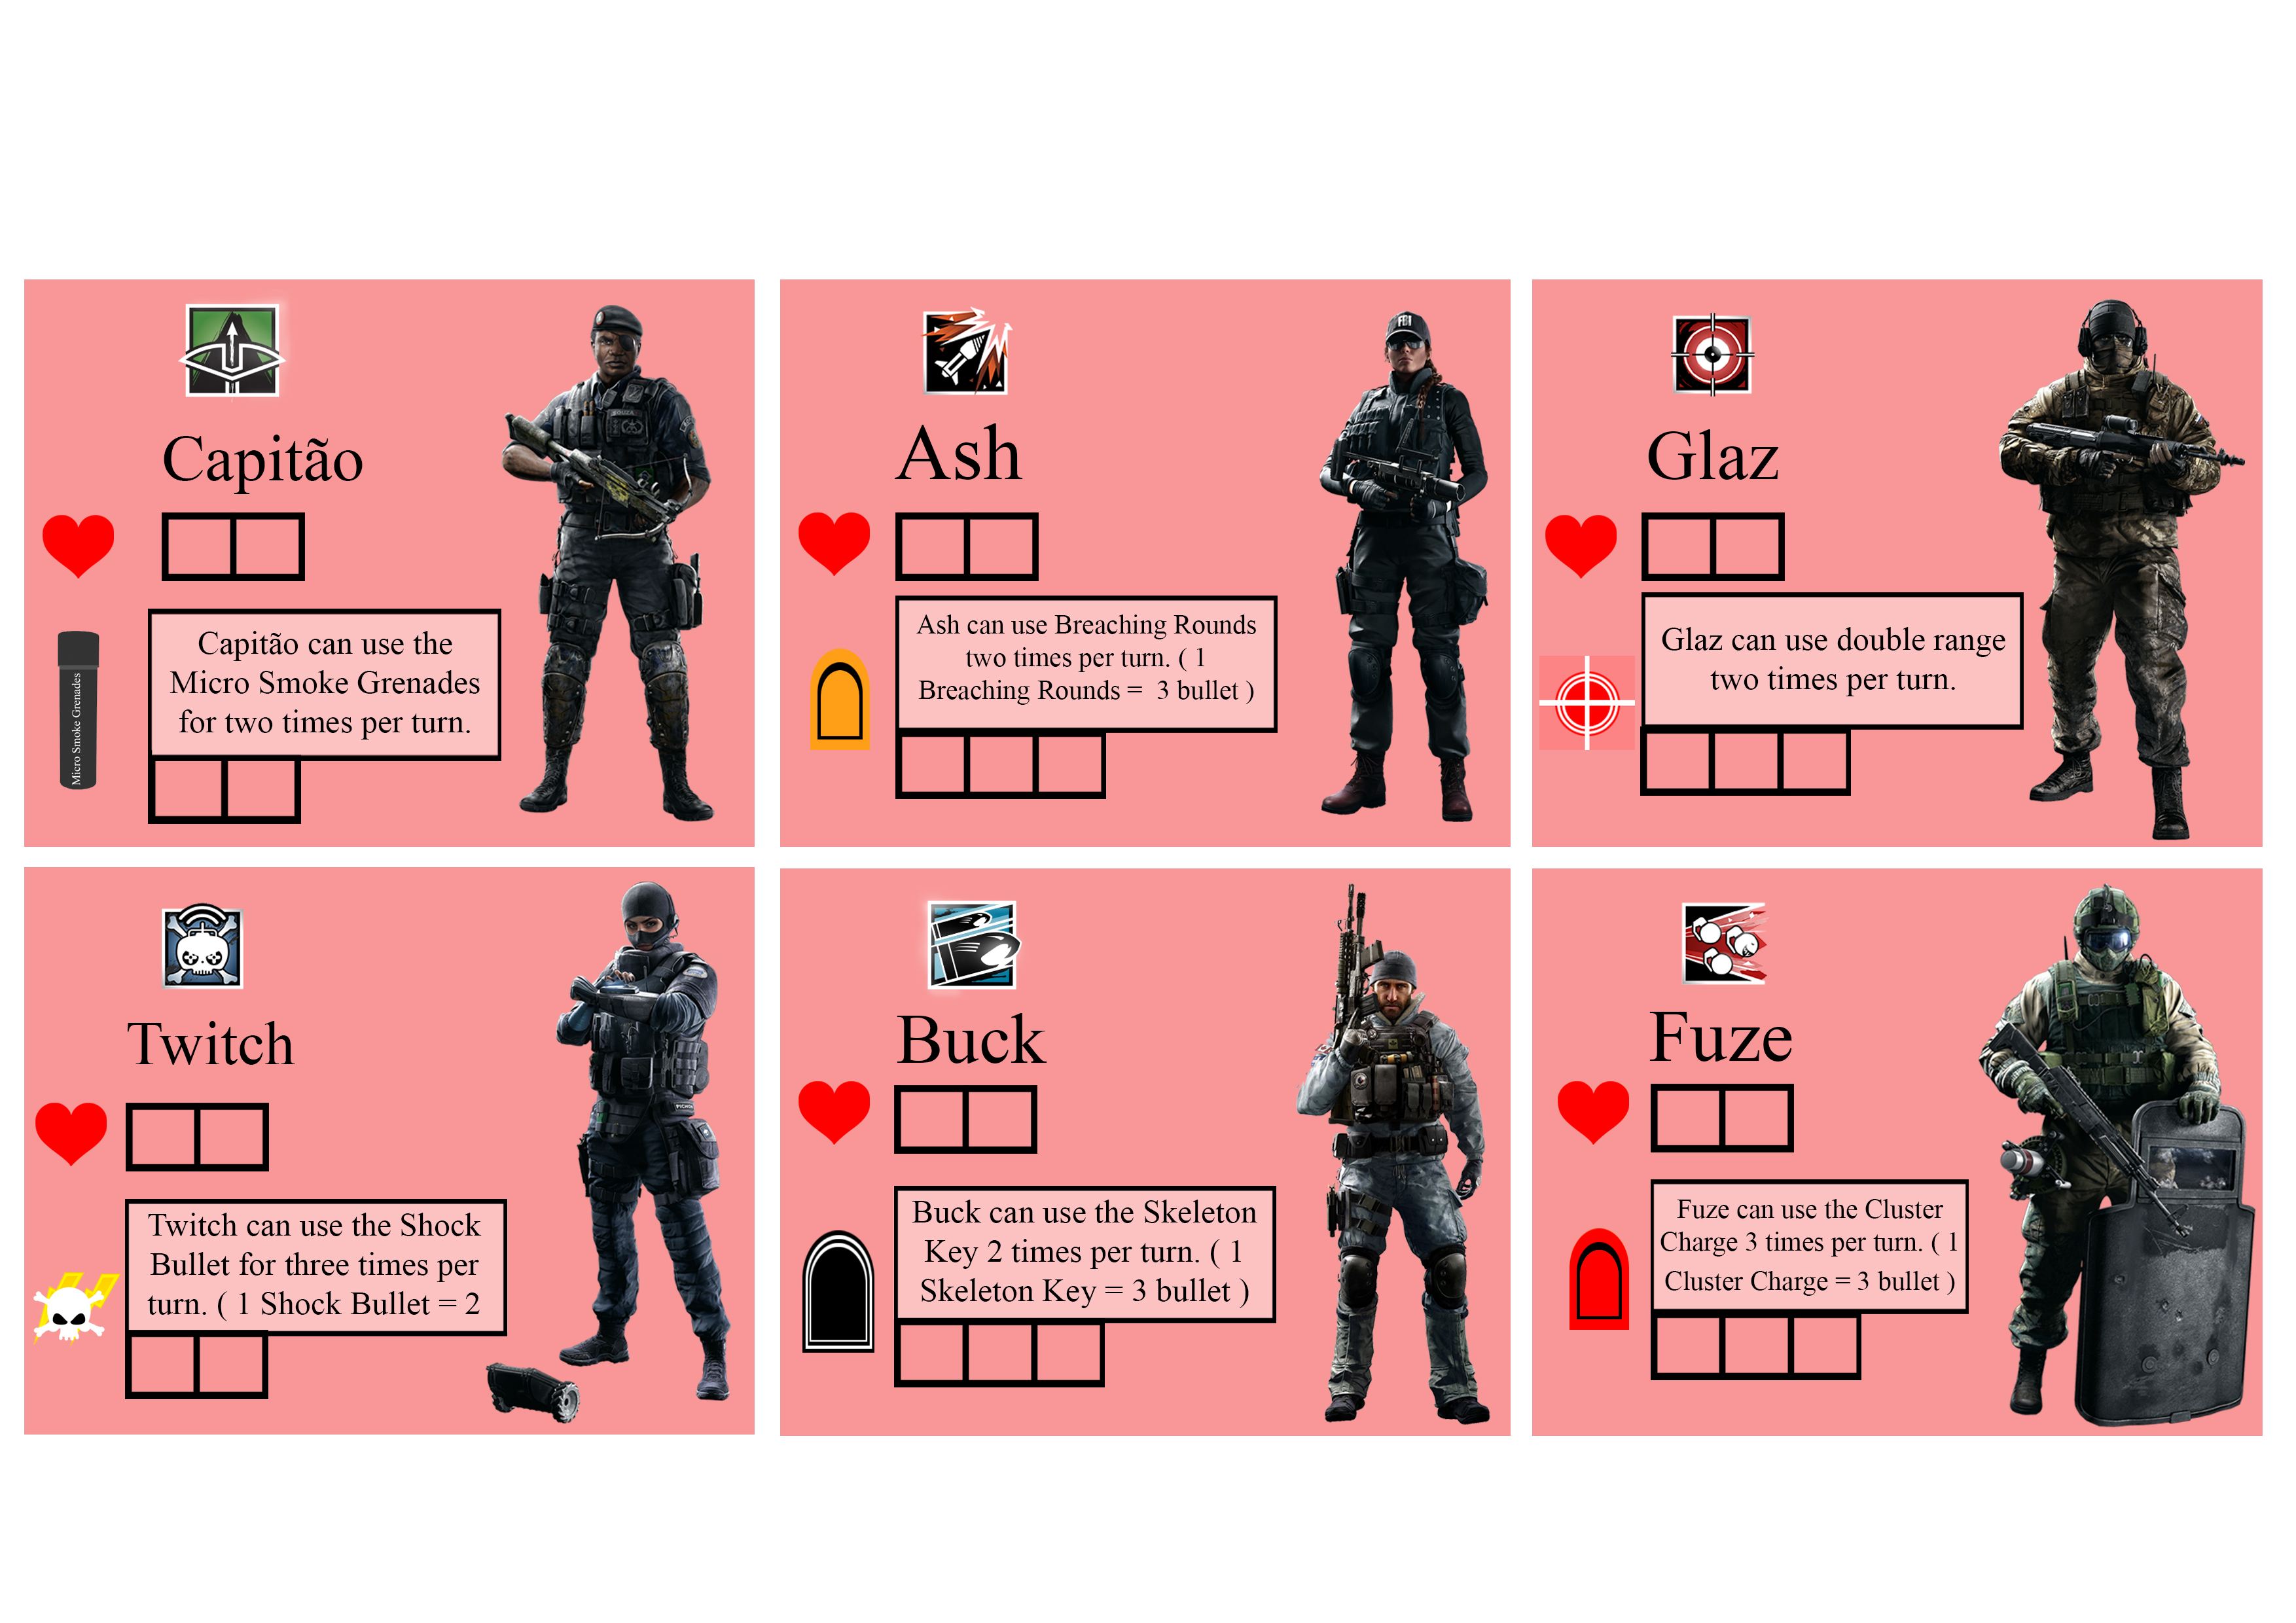 Capitão
Micro Smoke Grenades
Capitão can use the
Micro Smoke Grenades
for two times per turn.
FBI
Ash
Ash can use Breaching Rounds
two times per turn. ( 1
Breaching Rounds = 3 bullet )
Glaz
Glaz can use double range
two times per turn.
Twitch
Twitch can use the Shock
Bullet for three times per
turn. ( 1 Shock Bullet = 2
Buck
Buck can use the Skeleton
Key 2 times per turn. ( 1
Skeleton Key = 3 bullet )
Fuze
Fuze can use the Cluster
Charge 3 times per turn. ( 1
Cluster Charge = 3 bullet )